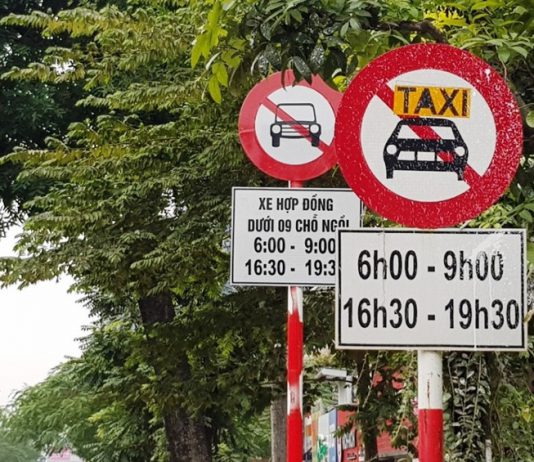 XE HỢP ĐỒNG
DƯỚI 09 CHỖ NGỒI
6:00 - 9:00
16:30 - 19:3
TAXI
6h00 - 9h00
16h30 - 19h30